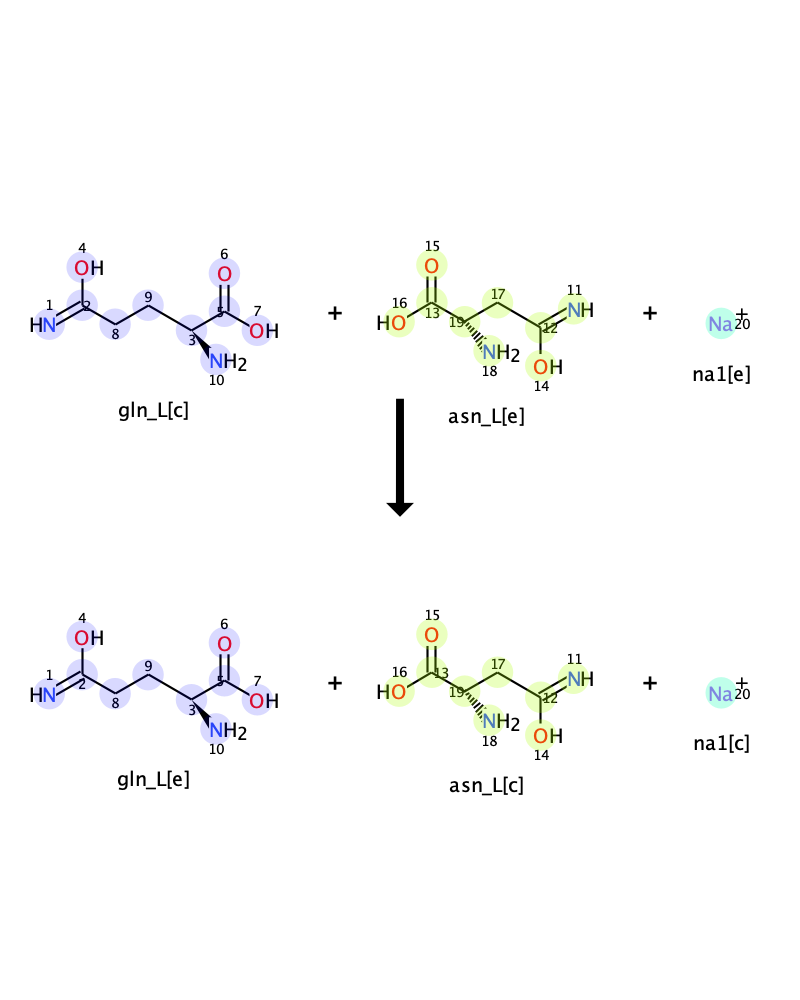 4 6 15
OH O O
1 9 5 7 16 13 17 11 +
HN 2 8 3 OH + HO 19 12 NH + Na 20
NH2 NH2 OH
10 18 14
gln_L[c] asn_L[e] na1[e]
4 6 15
OH O O
1 9 5 7 16 13 17 11 +
HN 2 8 3 OH + HO 19 12 NH + Na 20
NH2 NH2 OH
10 18 14
gln_L[e] asn_L[c] na1[c]